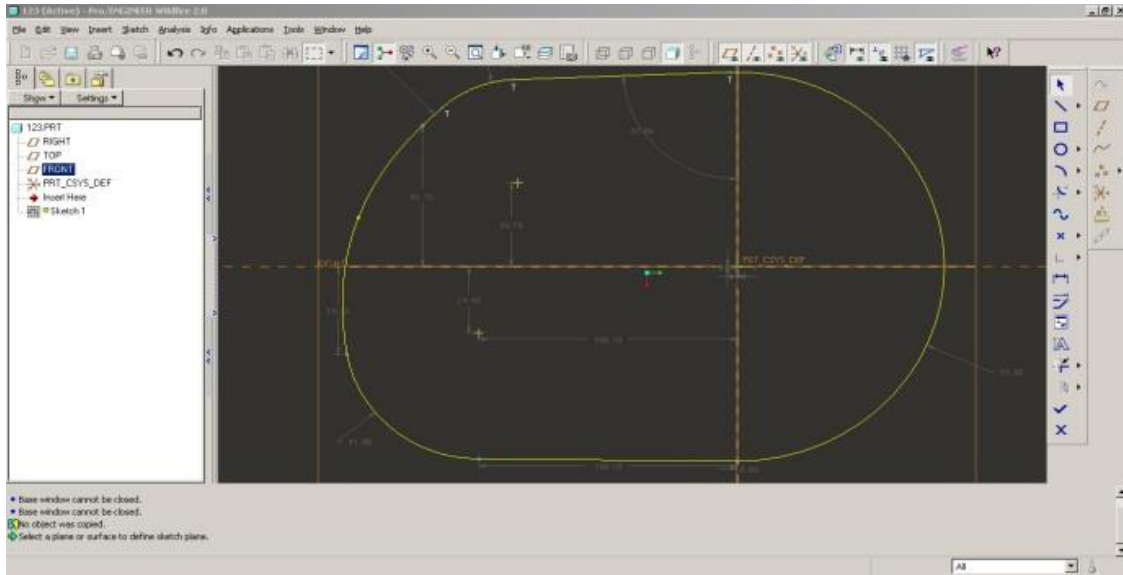 123 (Active) - Pro/ENGINEER Wildfire 2.0
File Edit View Insert Sketch Analysis Info Applications Tools Window Help
Show Settings
123.PRT
RIGHT
TOP
FRONT
PRT_CSYS_DEF
Insert Here
Sketch 1
T
T
T
PRT_CSYS_DEF
Base window cannot be closed.
Base window cannot be closed.
No object was copied.
Select a plane or surface to define sketch plane.
All